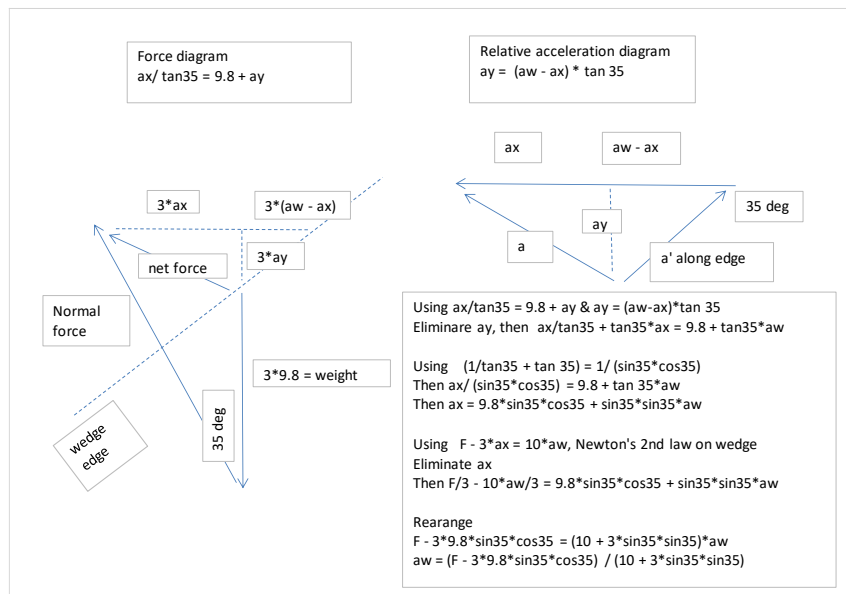 Force diagram
ax/ tan35 = 9.8 + ay
Relative acceleration diagram
ay =  (aw - ax) * tan 35
ax
aw - ax
3*ax
3*(aw - ax)
35 deg
ay
3*ay
a
net force
a' along edge
Normal
force
3*9.8 = weight
35 deg
wedge
edge
Using ax/tan35 = 9.8 + ay & ay = (aw-ax)*tan 35
Eliminare ay, then  ax/tan35 + tan35*ax = 9.8 + tan35*aw
Using   (1/tan35 + tan 35) = 1/ (sin35*cos35)
Then ax/ (sin35*cos35)  = 9.8 + tan 35*aw
Then ax = 9.8*sin35*cos35 + sin35*sin35*aw
Using  F - 3*ax = 10*aw, Newton's 2nd law on wedge
Eliminate ax
Then F/3 - 10*aw/3 = 9.8*sin35*cos35 + sin35*sin35*aw
Rearange
F - 3*9.8*sin35*cos35 = (10 + 3*sin35*sin35)*aw
aw = (F - 3*9.8*sin35*cos35)  / (10 + 3*sin35*sin35)